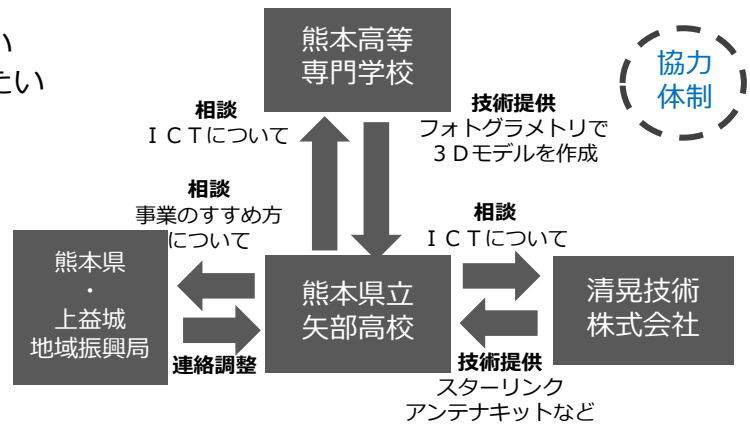 い
たい
熊本高等
専門学校
協力
体制
相談
ＩＣＴについて
技術提供
フォトグラメトリで
３Ｄモデルを作成
相談
事業のすすめ方
について
相談
ＩＣＴについて
熊本県
・
上益城
地域振興局
熊本県立
矢部高校
清晃技術
株式会社
連絡調整
技術提供
スターリンク
アンテナキットなど